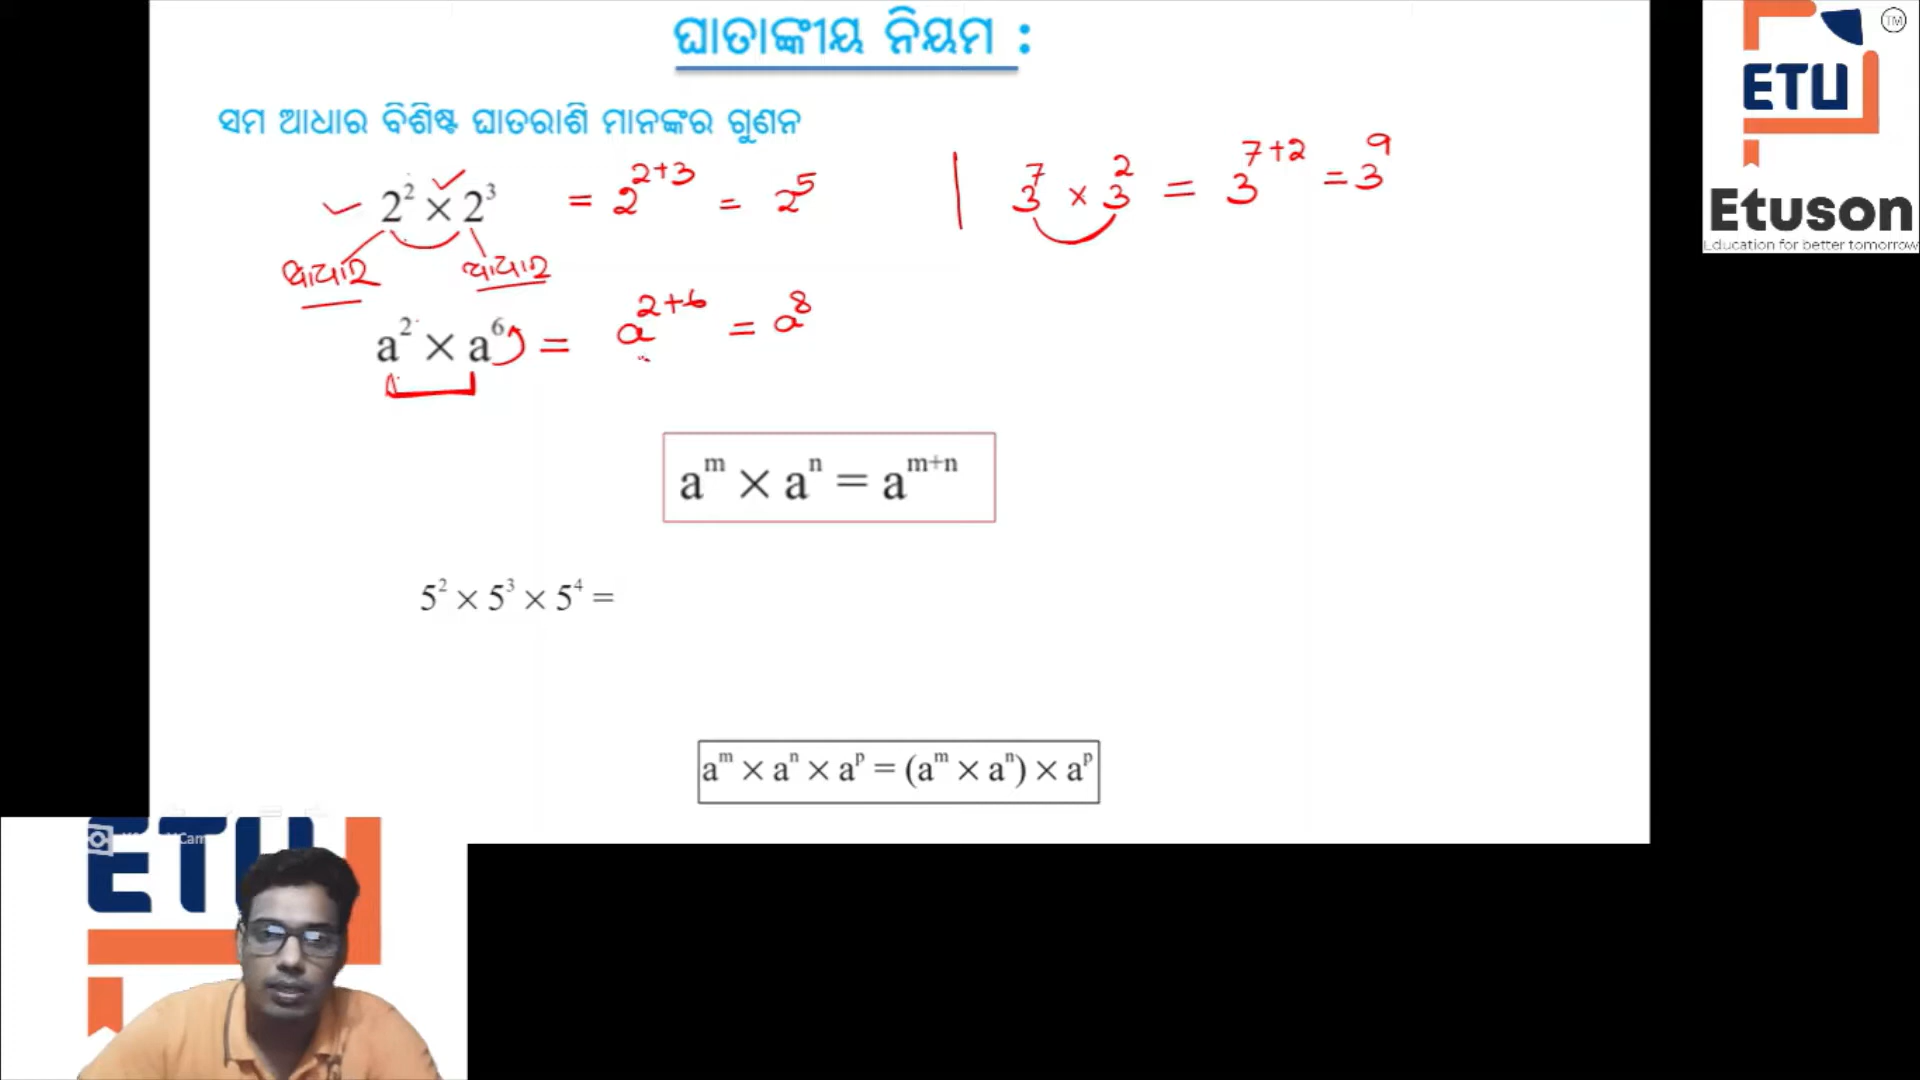 ଘାତାଙ୍କୀୟ ନିୟମ :
ସମ ଆଧାର ବିଶିଷ୍ଟ ଘାତରାଶି ମାନଙ୍କର ଗୁଣନ
2² × 2³ = 2²⁺³ = 2⁵ | 3⁷ × 3² = 3⁷⁺² = 3⁹
ଆଧାର ଆଧାର
a² × a⁶ = a²⁺⁶ = a⁸
aᵐ × aⁿ = aᵐ⁺ⁿ
5² × 5³ × 5⁴ =
aᵐ × aⁿ × aᵖ = (aᵐ × aⁿ) × aᵖ
ETU
TM
Etuson
Education for better tomorrow
ETU